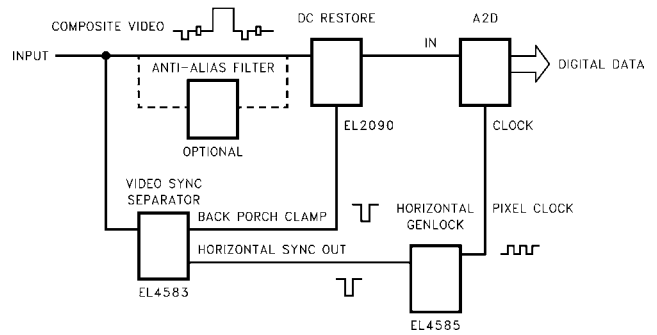 COMPOSITE VIDEO
DC RESTORE
A2D
INPUT
IN
ANTI-ALIAS FILTER
DIGITAL DATA
EL2090
CLOCK
OPTIONAL
VIDEO SYNC
SEPARATOR
BACK PORCH CLAMP
HORIZONTAL
GENLOCK
PIXEL CLOCK
HORIZONTAL SYNC OUT
EL4583
EL4585